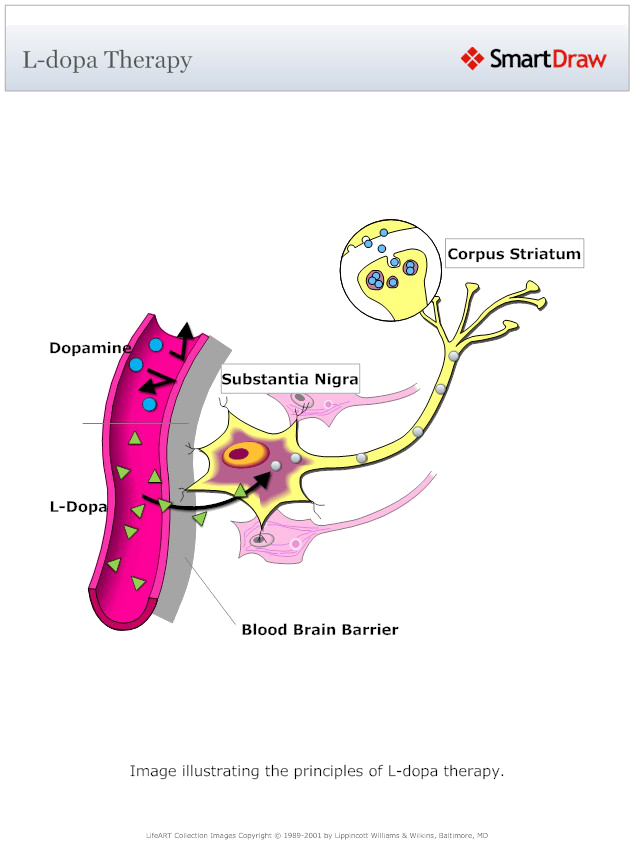 L-dopa Therapy
SmartDraw
Corpus Striatum
Dopamine
Substantia Nigra
L-Dopa
Blood Brain Barrier
Image illustrating the principles of L-dopa therapy.
LifeART Collection Images Copyright © 1989-2001 by Lippincott Williams & Wilkins, Baltimore, MD